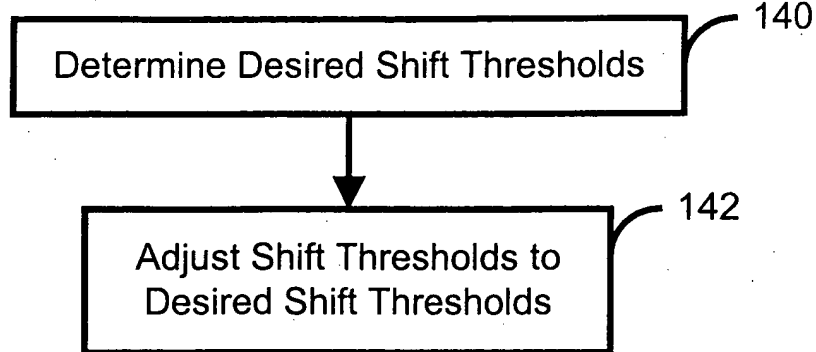 140
Determine Desired Shift Thresholds
142
Adjust Shift Thresholds to
Desired Shift Thresholds